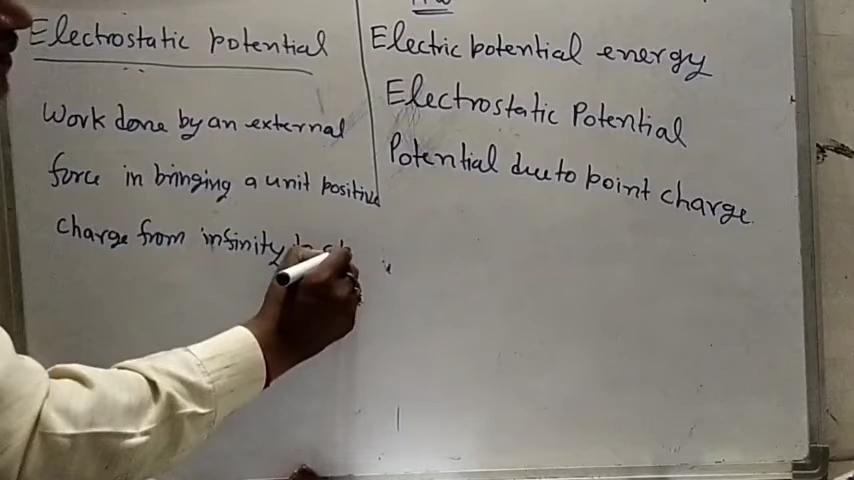 Electrostatic potential
Work done by an external
force in bringing a unit positive
charge from infinity
Electric potential energy
Electrostatic Potential
Potential due to point charge